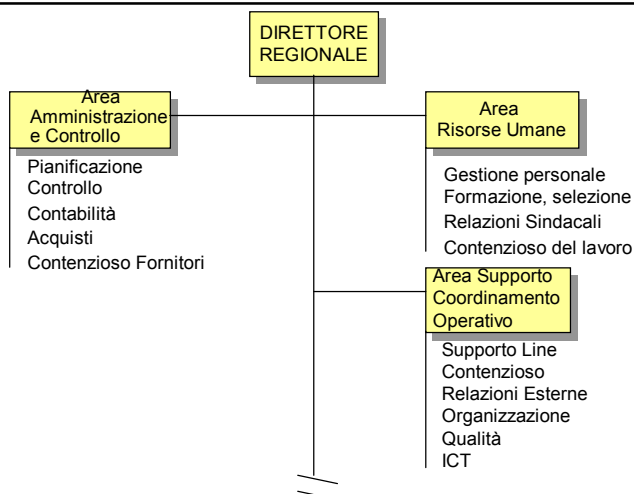 DIRETTORE
REGIONALE
Area
Amministrazione
e Controllo
Pianificazione
Controllo
Contabilità
Acquisti
Contenzioso Fornitori
Area
Risorse Umane
Gestione personale
Formazione, selezione
Relazioni Sindacali
Contenzioso del lavoro
Area Supporto
Coordinamento
Operativo
Supporto Line
Contenzioso
Relazioni Esterne
Organizzazione
Qualità
ICT